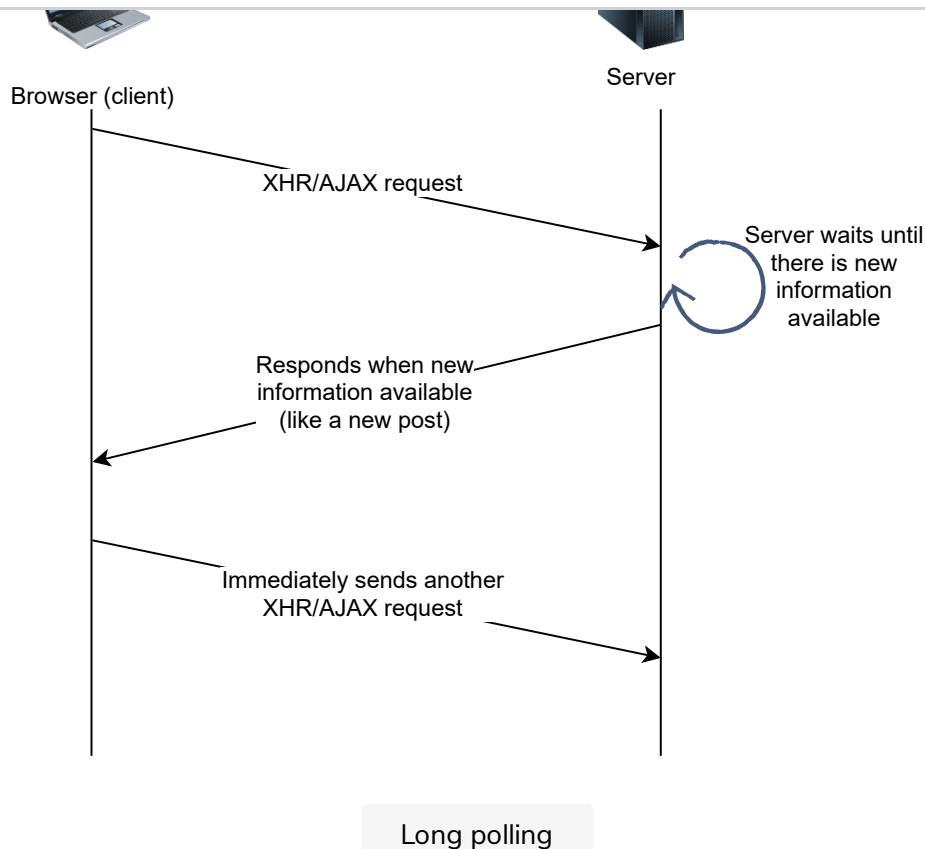 Server
Browser (client)
XHR/AJAX request
Server waits until
there is new
information
available
Responds when new
information available
(like a new post)
Immediately sends another
XHR/AJAX request
Long polling